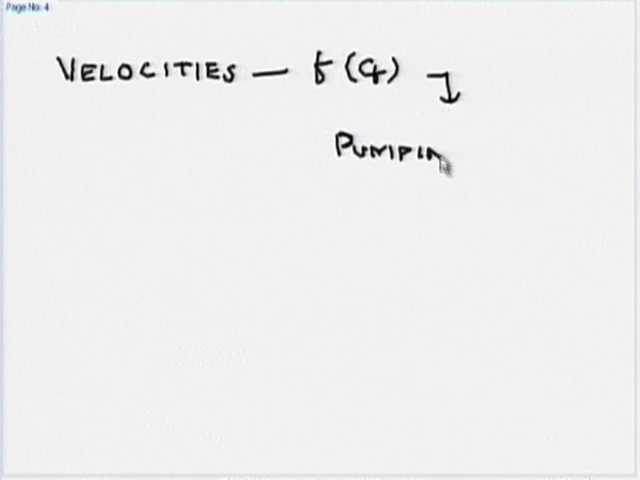 Page No: 4
VELOCITIES — f(q)
PUMPIN